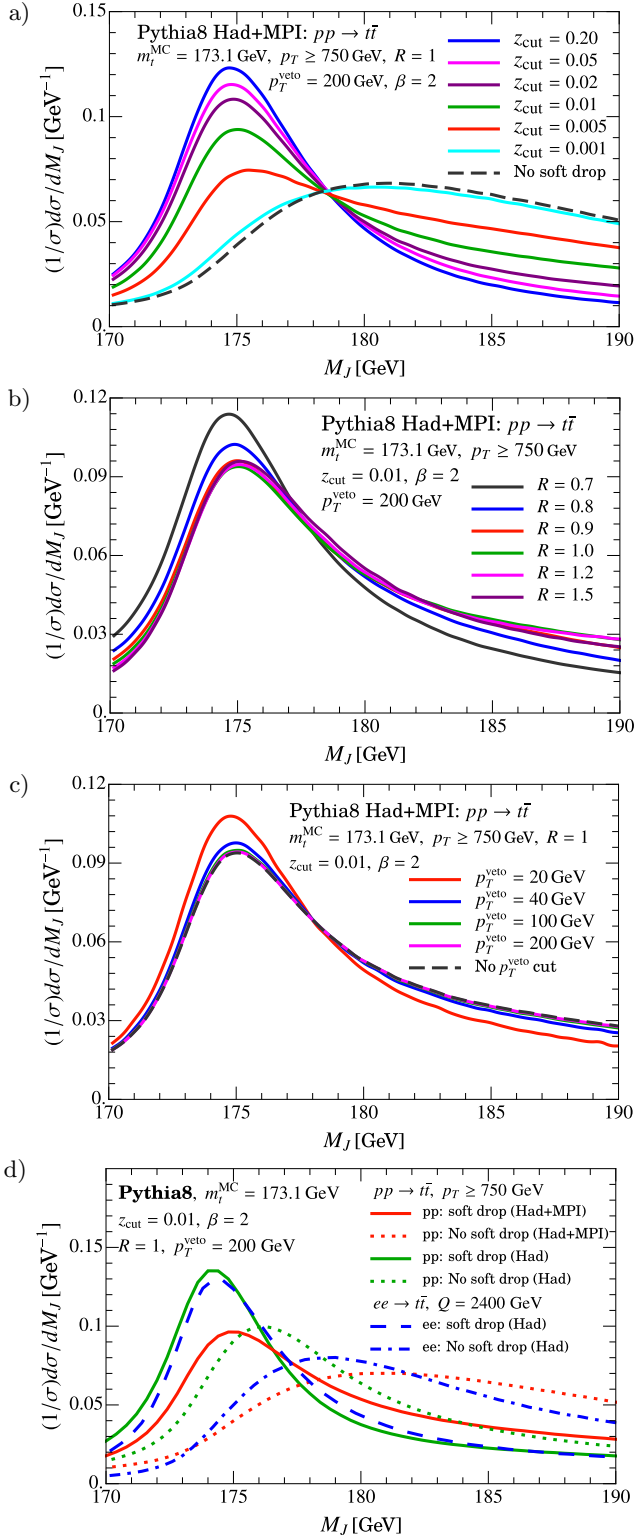 a)
Pythia8 Had+MPI: pp → tt̄
m_t^MC = 173.1 GeV, p_T ≥ 750 GeV, R = 1
p_T^veto = 200 GeV, β = 2
z_cut = 0.20
z_cut = 0.05
z_cut = 0.02
z_cut = 0.01
z_cut = 0.005
z_cut = 0.001
No soft drop
(1/σ)dσ/dM_J [GeV⁻¹]
0.15
0.1
0.05
0.
170 175 180 185 190
M_J [GeV]
b)
Pythia8 Had+MPI: pp → tt̄
m_t^MC = 173.1 GeV, p_T ≥ 750 GeV
z_cut = 0.01, β = 2
p_T^veto = 200 GeV
R = 0.7
R = 0.8
R = 0.9
R = 1.0
R = 1.2
R = 1.5
(1/σ)dσ/dM_J [GeV⁻¹]
0.12
0.09
0.06
0.03
0.
170 175 180 185 190
M_J [GeV]
c)
Pythia8 Had+MPI: pp → tt̄
m_t^MC = 173.1 GeV, p_T ≥ 750 GeV, R = 1
z_cut = 0.01, β = 2
p_T^veto = 20 GeV
p_T^veto = 40 GeV
p_T^veto = 100 GeV
p_T^veto = 200 GeV
No p_T^veto cut
(1/σ)dσ/dM_J [GeV⁻¹]
0.12
0.09
0.06
0.03
0.
170 175 180 185 190
M_J [GeV]
d)
Pythia8, m_t^MC = 173.1 GeV
z_cut = 0.01, β = 2
R = 1, p_T^veto = 200 GeV
pp → tt̄, p_T ≥ 750 GeV
pp: soft drop (Had+MPI)
pp: No soft drop (Had+MPI)
pp: soft drop (Had)
pp: No soft drop (Had)
ee → tt̄, Q = 2400 GeV
ee: soft drop (Had)
ee: No soft drop (Had)
(1/σ)dσ/dM_J [GeV⁻¹]
0.15
0.1
0.05
0.
170 175 180 185 190
M_J [GeV]